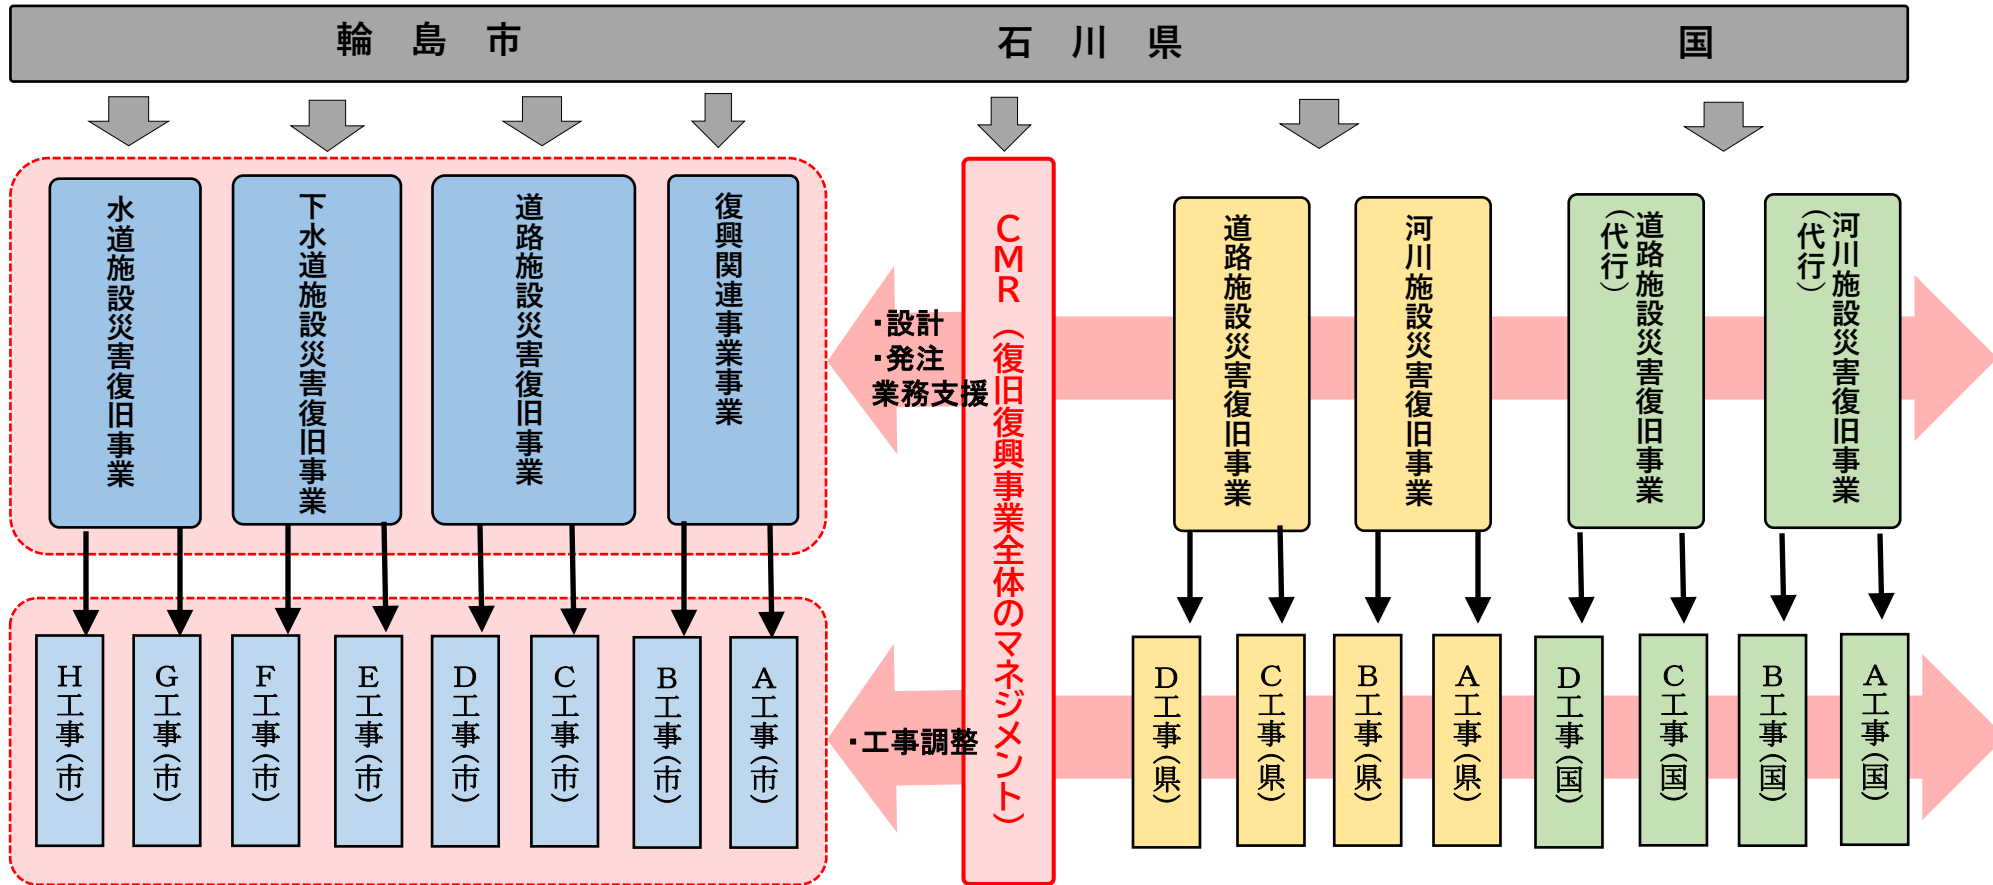 輪島市
石川県
国
水道施設災害復旧事業
下水道施設災害復旧事業
道路施設災害復旧事業
復興関連事業事業
CMR（復旧復興事業全体のマネジメント）
道路施設災害復旧事業
河川施設災害復旧事業
道路施設災害復旧事業
（代行）
河川施設災害復旧事業
（代行）
・設計
・発注
業務支援
・工事調整
H工事（市）
G工事（市）
F工事（市）
E工事（市）
D工事（市）
C工事（市）
B工事（市）
A工事（市）
D工事（県）
C工事（県）
B工事（県）
A工事（県）
D工事（国）
C工事（国）
B工事（国）
A工事（国）